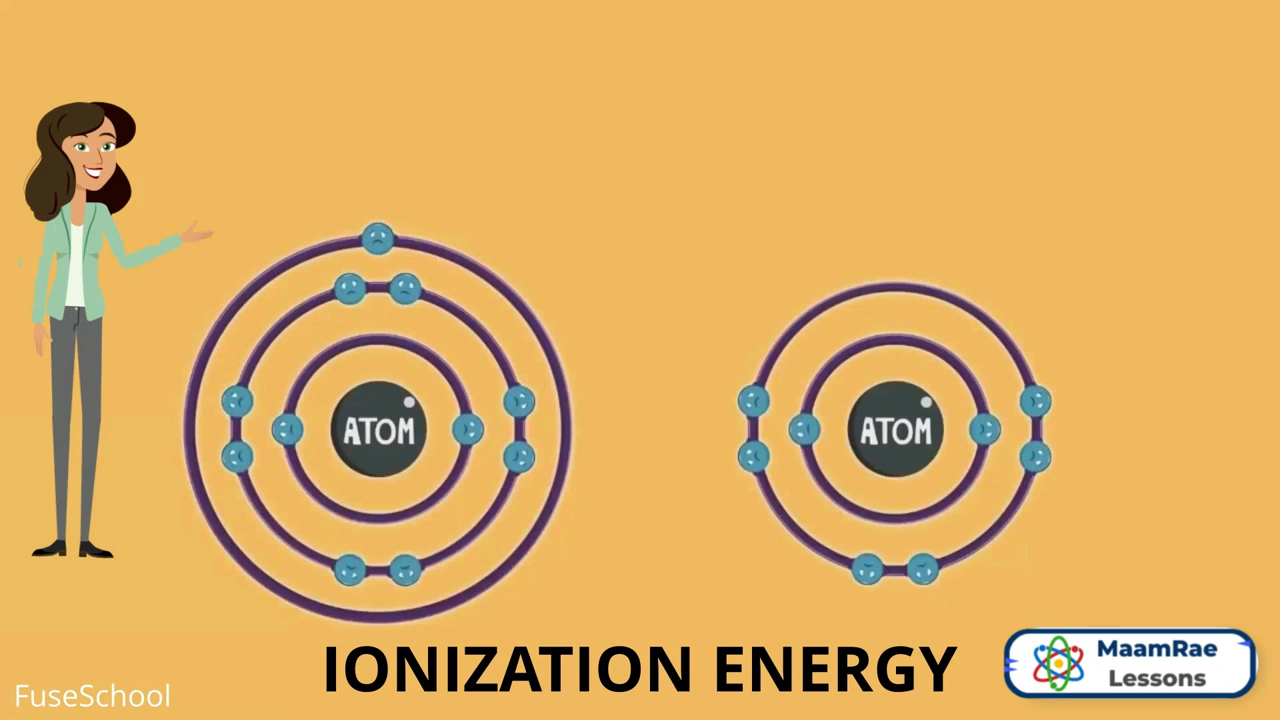 ATOM
ATOM
IONIZATION ENERGY
MaamRae
Lessons
FuseSchool